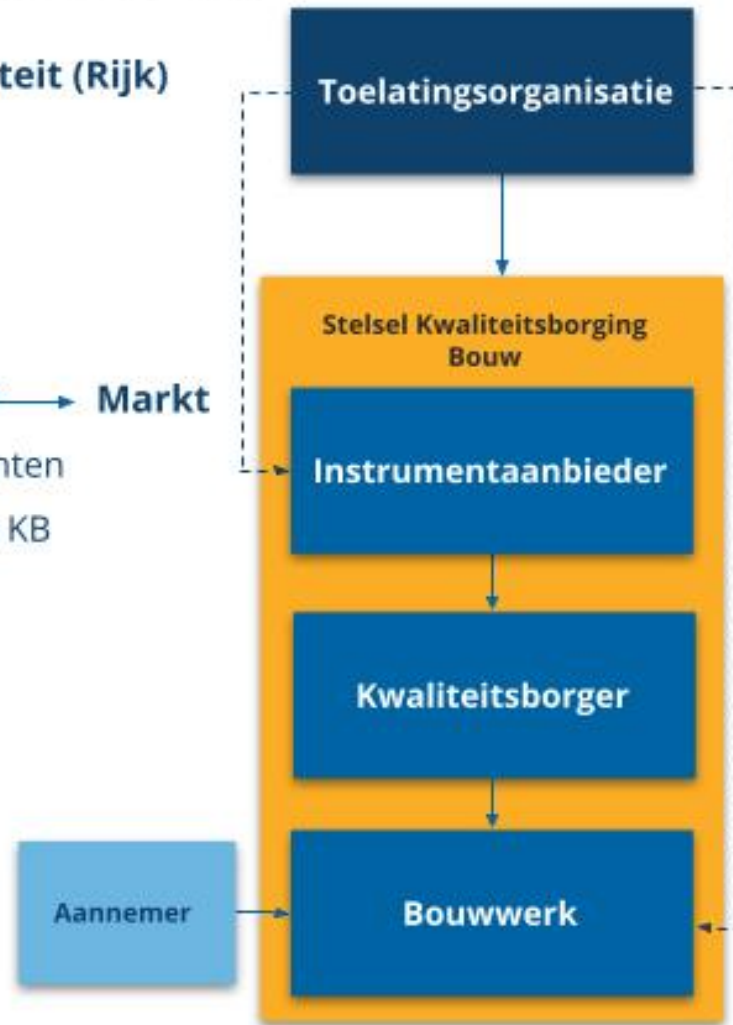 teit (Rijk)
Toelatingsorganisatie
Stelsel Kwaliteitsborging
Bouw
Markt
Instrumentaanbieder
nten
KB
Kwaliteitsborger
Aannemer
Bouwwerk